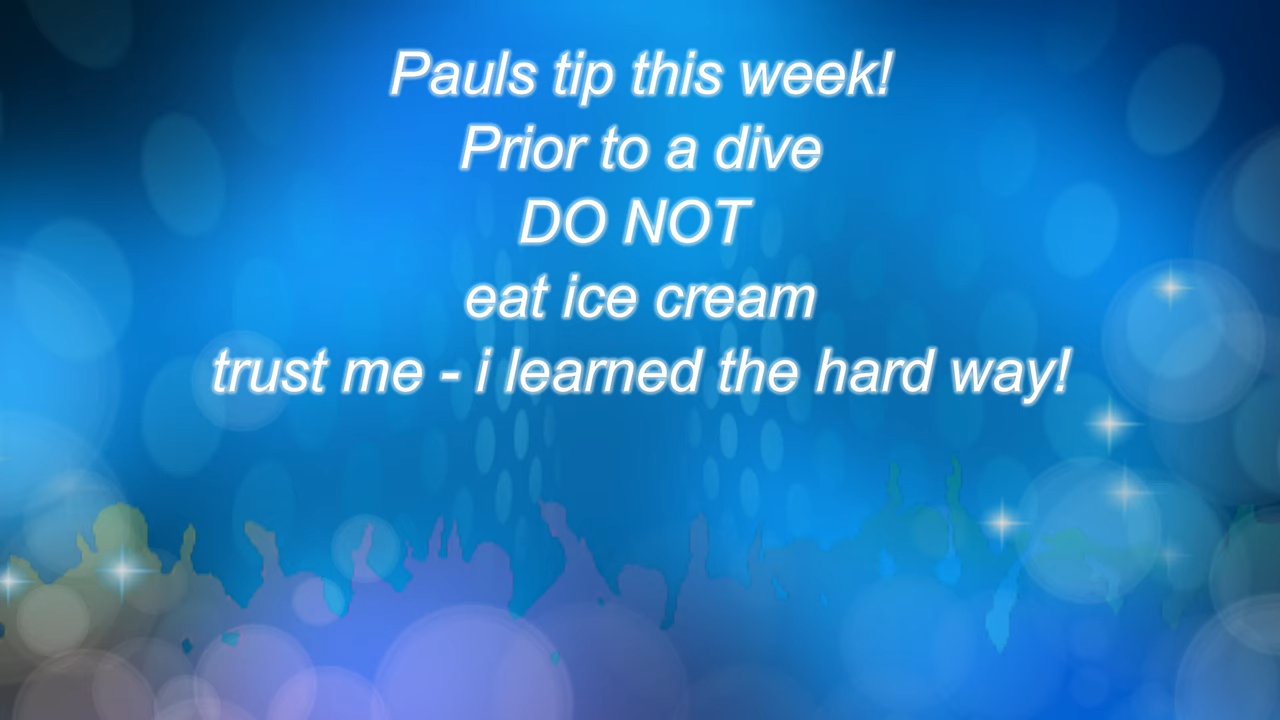 Pauls tip this week!
Prior to a dive
DO NOT
eat ice cream
trust me - i learned the hard way!